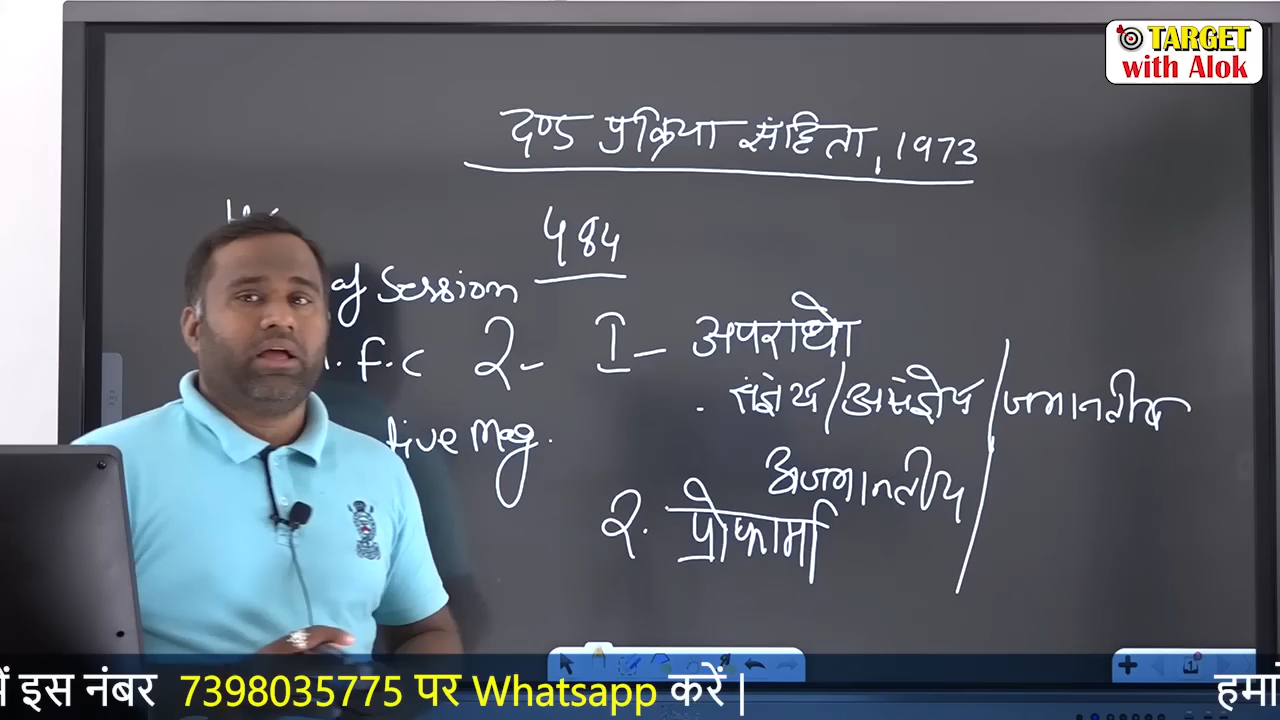 TARGET
with Alok
दण्ड प्रक्रिया संहिता, 1973
484
of Session
F.C 2- I- अपराधो
. संज्ञेय/असंज्ञेय/जमानतीय
tive Mag.
अजमानतीय
2. प्रोफार्मा
इस नंबर 7398035775 पर Whatsapp करें |